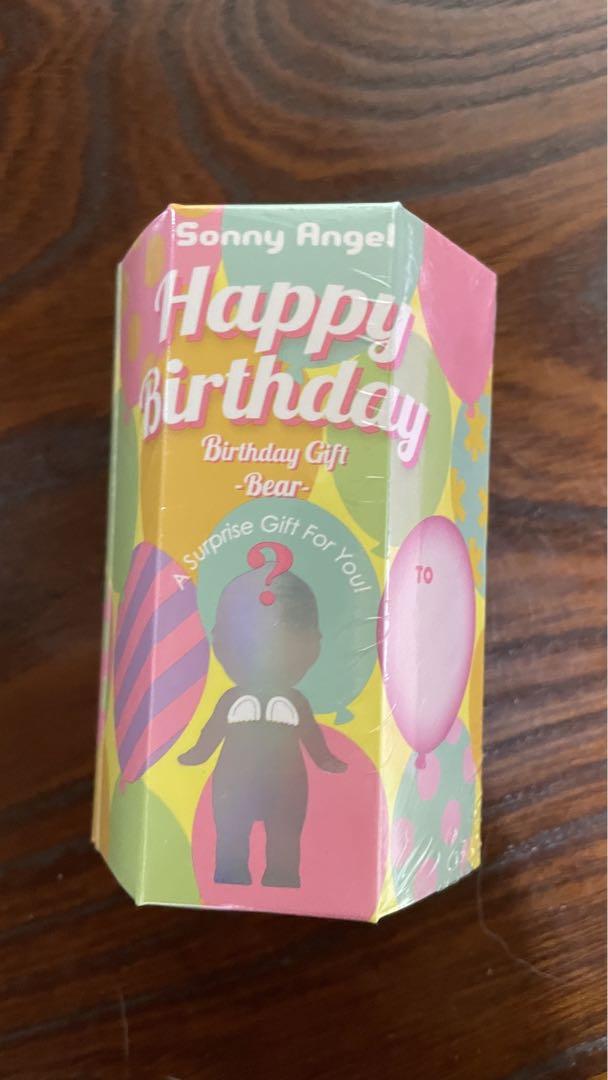 Sonny Angel
Happy
Birthday
Birthday Gift
-Bear-
A Surprise Gift For You!
?
TO